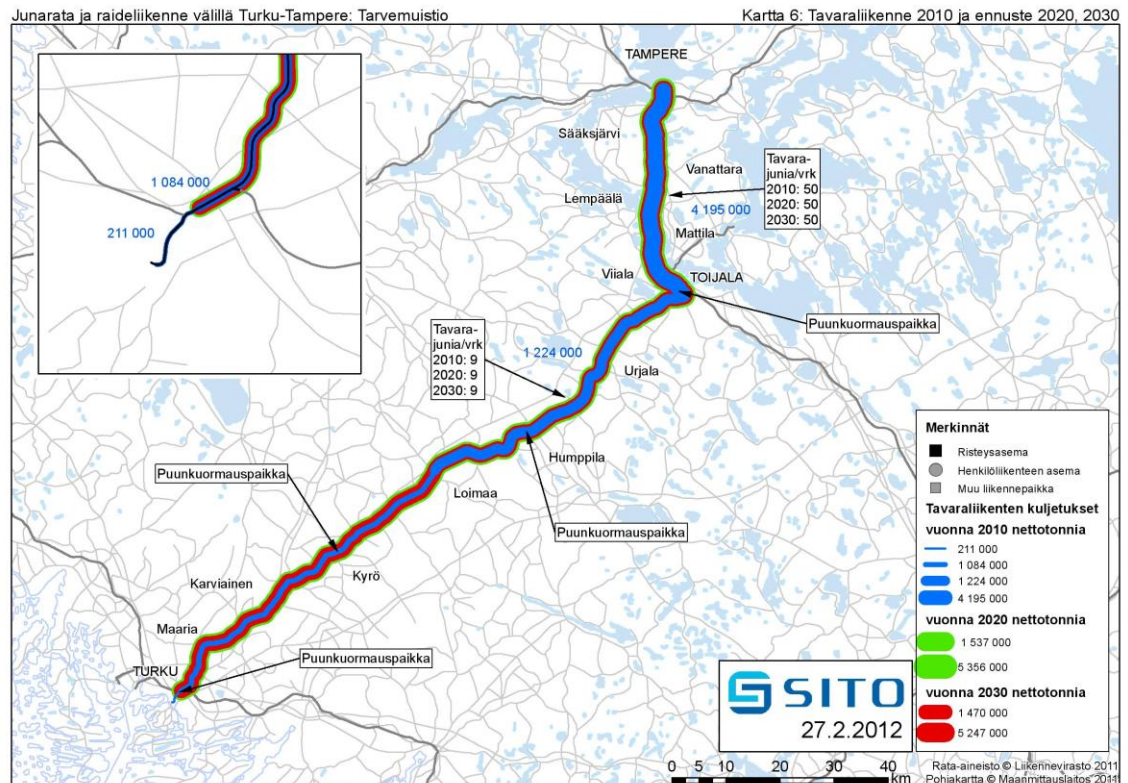 Junarata ja raideliikenne välillä Turku-Tampere: Tarvemuistio
Kartta 6: Tavaraliikenne 2010 ja ennuste 2020, 2030
1 084 000
211 000
TAMPERE
Sääksjärvi
Vanattara
Lempäälä
4 195 000
Mattila
Viiala
TOIJALA
Tavara-
junia/vrk
2010: 50
2020: 50
2030: 50
Puunkuormauspaikka
Tavara-
junia/vrk
2010: 9
2020: 9
2030: 9
1 224 000
Urjala
Humppila
Loimaa
Puunkuormauspaikka
Puunkuormauspaikka
Kyrö
Karviainen
Maaria
TURKU
Puunkuormauspaikka
Merkinnät
Risteysasema
Henkilöliikenteen asema
Muu liikennepaikka
Tavaraliikenten kuljetukset
vuonna 2010 nettotonnia
211 000
1 084 000
1 224 000
4 195 000
vuonna 2020 nettotonnia
1 537 000
5 356 000
vuonna 2030 nettotonnia
1 470 000
5 247 000
SITO
27.2.2012
0 5 10 20 30 40
km
Rata-aineisto © Liikennevirasto 2011
Pohjakartta © Maanmittauslaitos 2011